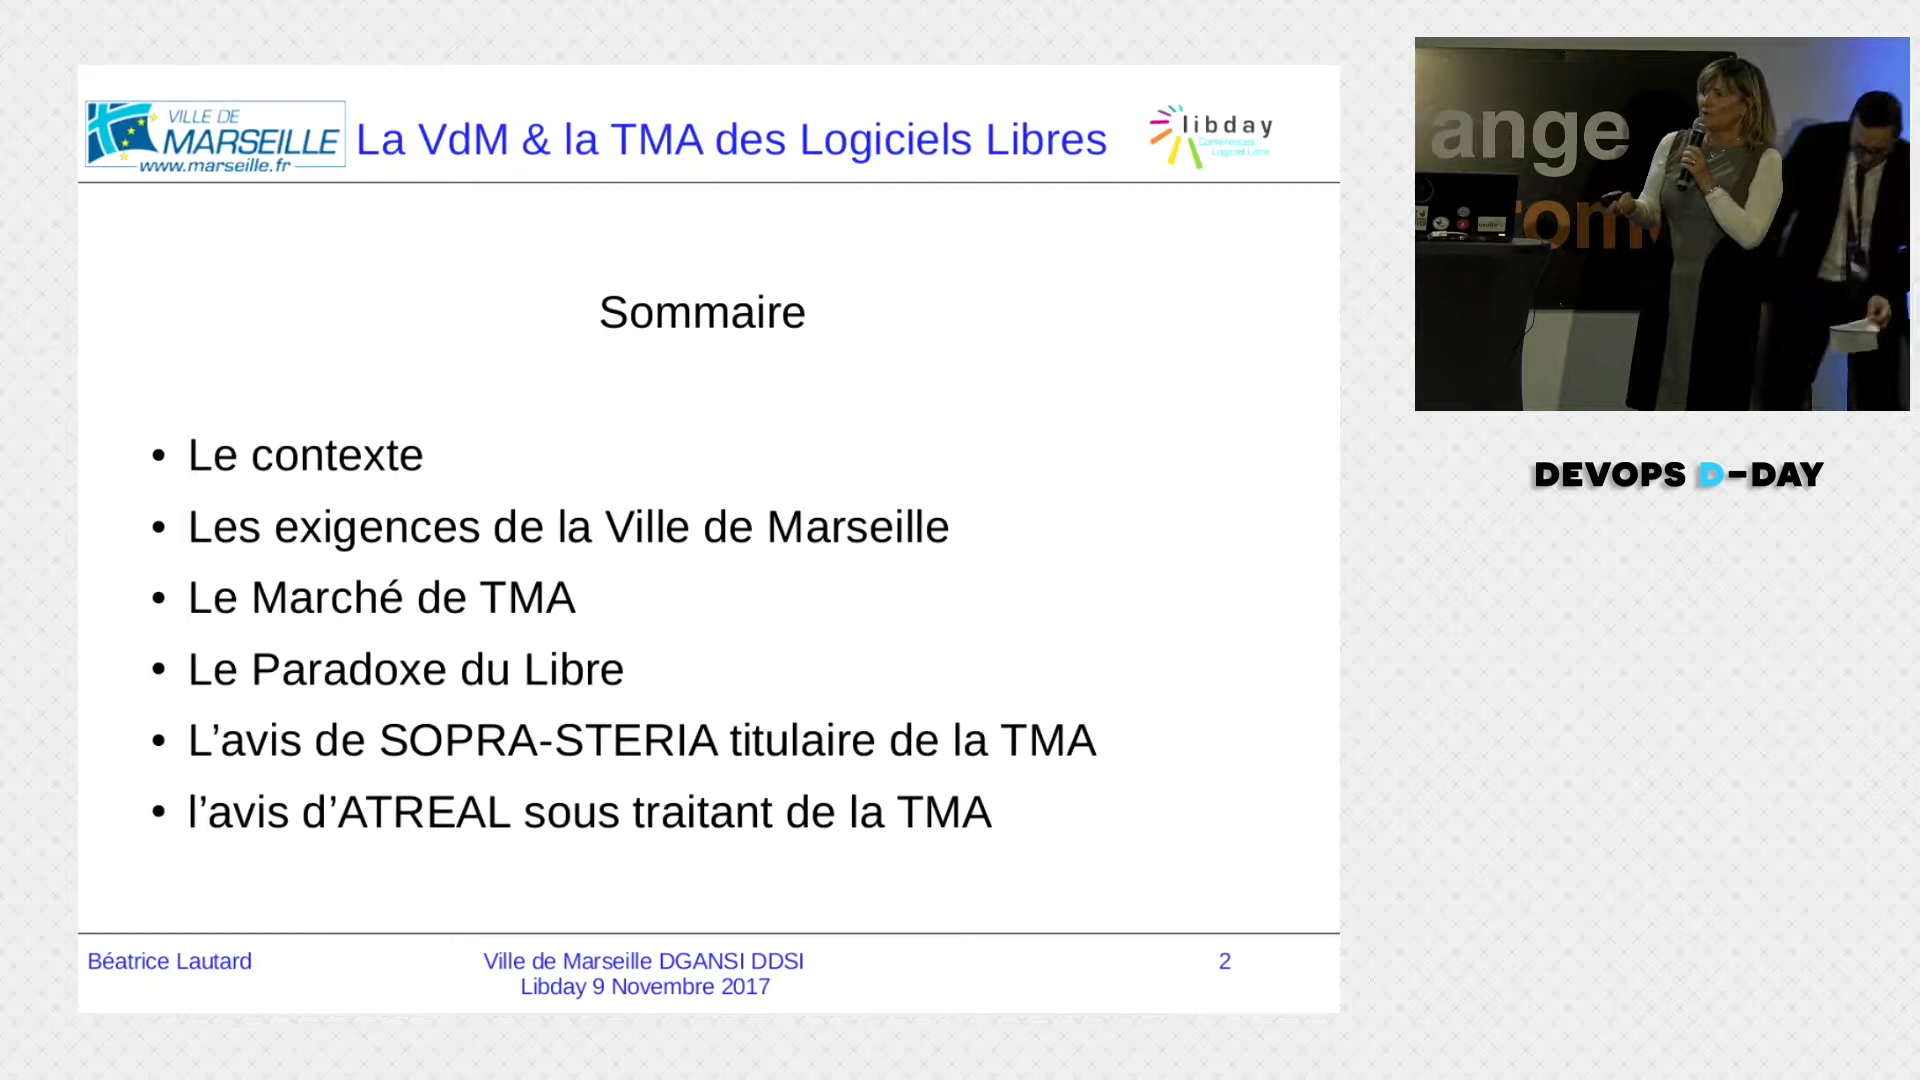 VILLE DE
MARSEILLE
www.marseille.fr
La VdM & la TMA des Logiciels Libres
libday
Conférences
Logiciel Libre
Sommaire
• Le contexte
• Les exigences de la Ville de Marseille
• Le Marché de TMA
• Le Paradoxe du Libre
• L’avis de SOPRA-STERIA titulaire de la TMA
• l’avis d’ATREAL sous traitant de la TMA
Béatrice Lautard
Ville de Marseille DGANSI DDSI
Libday 9 Novembre 2017
2
ange
DEVOPS D-DAY